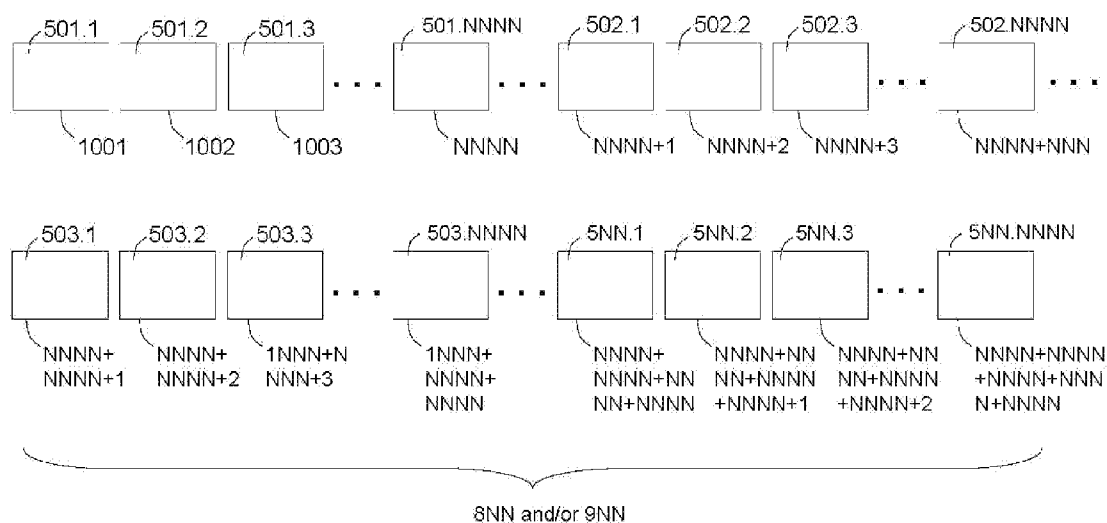 501.1 501.2 501.3 501.NNNN 502.1 502.2 502.3 502.NNNN
1001 1002 1003 NNNN NNNN+1 NNNN+2 NNNN+3 NNNN+NNN
503.1 503.2 503.3 503.NNNN 5NN.1 5NN.2 5NN.3 5NN.NNNN
NNNN+ NNNN+ 1NNN+N 1NNN+ NNNN+ NNNN+NN NNNN+NN NNNN+NNNN
NNNN+1 NNNN+2 NNN+3 NNNN+ NNNN+NN NN+NNNN NN+NNNN +NNNN+NNN
NNNN NN+NNNN +NNNN+1 +NNNN+2 N+NNNN
8NN and/or 9NN